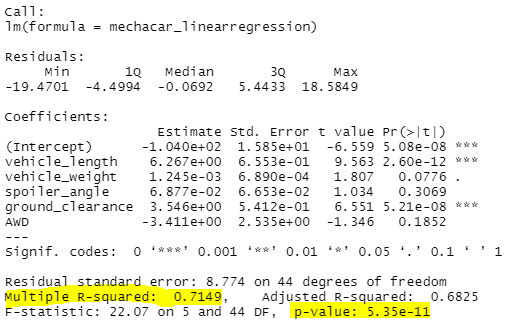 Call:
lm(formula = mechacar_linearregression)
Residuals:
Min 1Q Median 3Q Max
-19.4701 -4.4994 -0.0692 5.4433 18.5849
Coefficients:
Estimate Std. Error t value Pr(>|t|)
(Intercept) -1.040e+02 1.585e+01 -6.559 5.08e-08 ***
vehicle_length 6.267e+00 6.553e-01 9.563 2.60e-12 ***
vehicle_weight 1.245e-03 6.890e-04 1.807 0.0776 .
spoiler_angle 6.877e-02 6.653e-02 1.034 0.3069
ground_clearance 3.546e+00 5.412e-01 6.551 5.21e-08 ***
AWD -3.411e+00 2.535e+00 -1.346 0.1852
---
Signif. codes: 0 ‘***’ 0.001 ‘**’ 0.01 ‘*’ 0.05 ‘.’ 0.1 ‘ ’ 1
Residual standard error: 8.774 on 44 degrees of freedom
Multiple R-squared: 0.7149, Adjusted R-squared: 0.6825
F-statistic: 22.07 on 5 and 44 DF, p-value: 5.35e-11